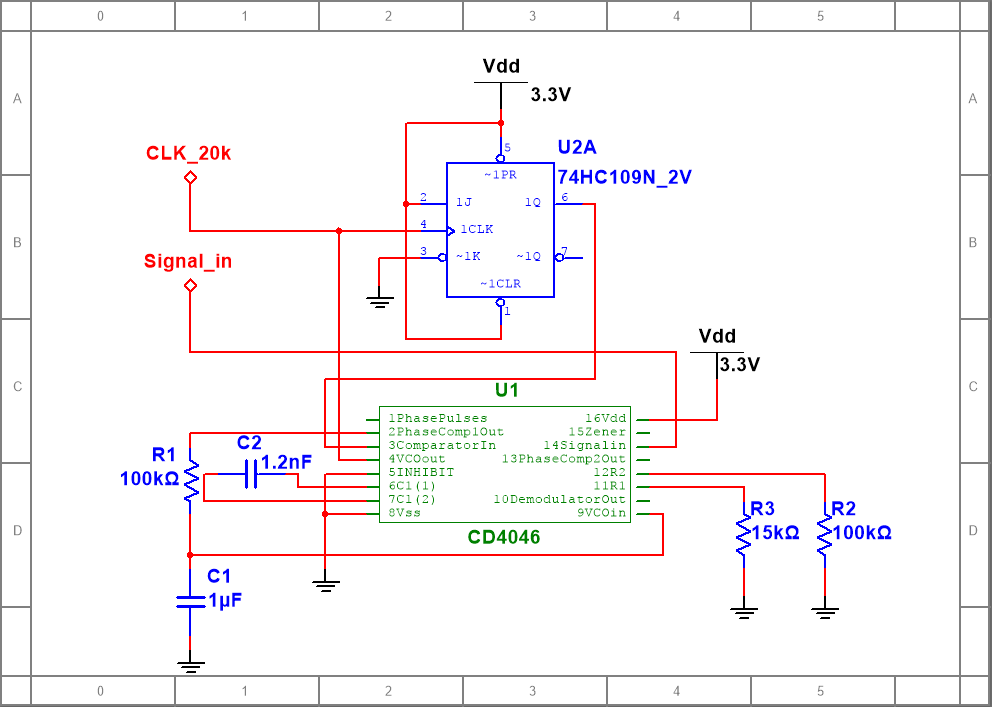 0 1 2 3 4 5
A A
Vdd
3.3V
CLK_20k
U2A
74HC109N_2V
5
~1PR
2 1J 1Q 6
4 1CLK
B B
3 ~1K ~1Q 7
Signal_in
~1CLR
1
Vdd
3.3V
C C
U1
1PhasePulses 16Vdd
2PhaseComp1Out 15Zener
3ComparatorIn 14Signalin
4VCOout 13PhaseComp2Out
5INHIBIT 12R2
6C1(1) 11R1
7C1(2) 10DemodulatorOut
8Vss 9VCOin
CD4046
R1
100kΩ
C2
1.2nF
R3
15kΩ
R2
100kΩ
D D
C1
1µF
0 1 2 3 4 5